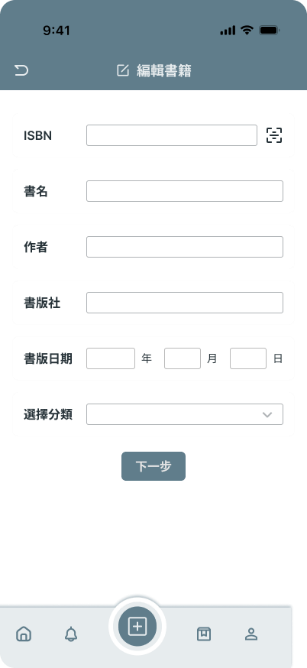 9:41
編輯書籍
ISBN
書名
作者
書版社
書版日期 年 月 日
選擇分類
下一步